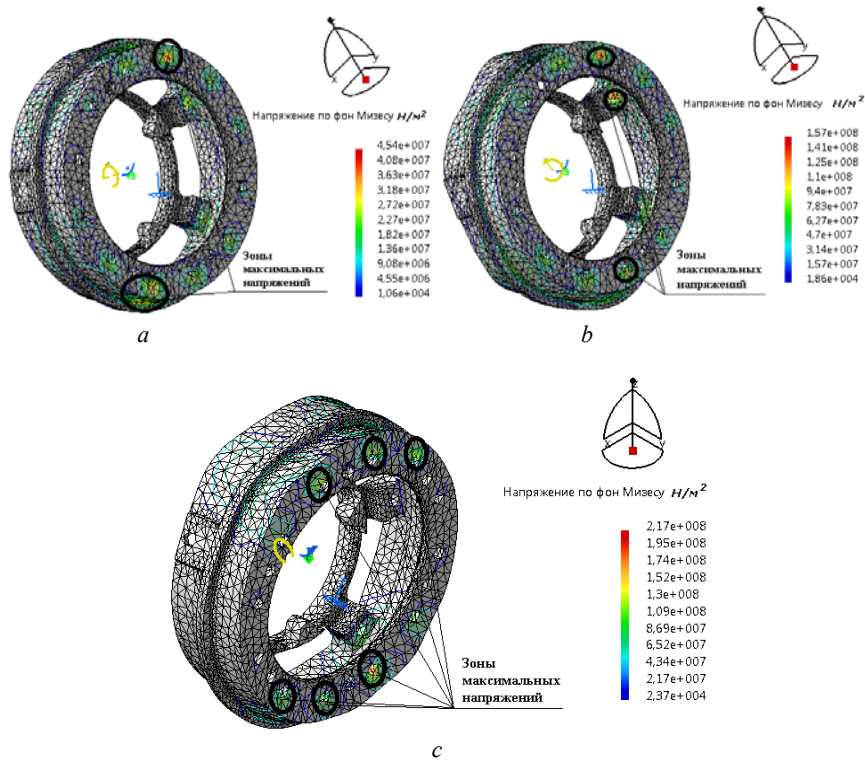 Напряжение по фон Мизесу Н/м²
4,54e+007
4,08e+007
3,63e+007
3,18e+007
2,72e+007
2,27e+007
1,82e+007
1,36e+007
9,08e+006
4,55e+006
1,06e+004
Зоны
максимальных
напряжений
x
y
a
Напряжение по фон Мизесу Н/м²
1,57e+008
1,41e+008
1,25e+008
1,1e+008
9,4e+007
7,83e+007
6,27e+007
4,7e+007
3,14e+007
1,57e+007
1,86e+004
Зоны
максимальных
напряжений
x
y
b
z
y
Напряжение по фон Мизесу Н/м²
2,17e+008
1,95e+008
1,74e+008
1,52e+008
1,3e+008
1,09e+008
8,69e+007
6,52e+007
4,34e+007
2,17e+007
2,37e+004
Зоны
максимальных
напряжений
c